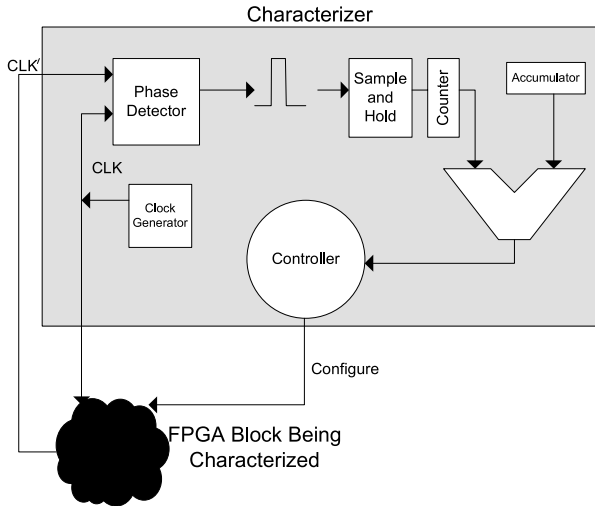 Characterizer
CLK/
Phase
Detector
Sample
and
Hold
Counter
Accumulator
CLK
Clock
Generator
Controller
Configure
FPGA Block Being
Characterized